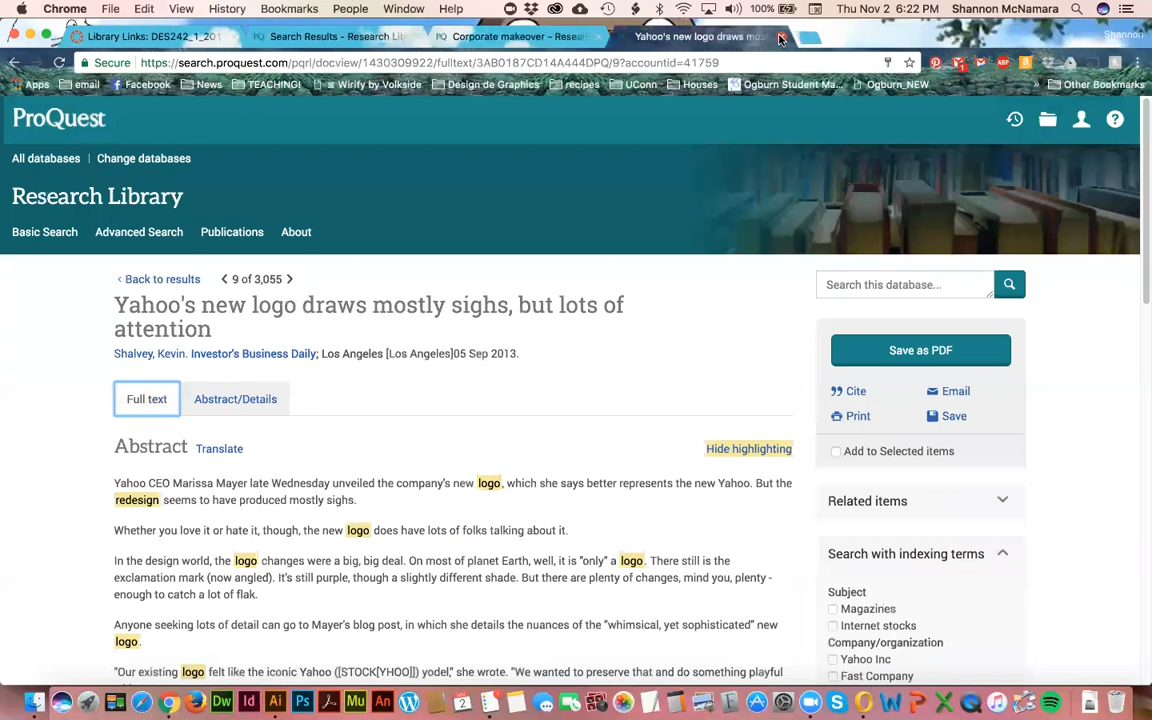 Chrome File Edit View History Bookmarks People Window Help 100% Thu Nov 2 6:22 PM Shannon McNamara
Library Links: DES242_1_201 Search Results - Research Lib Corporate makeover - Resea Yahoo's new logo draws mos Shannon
Secure https://search.proquest.com/pqrl/docview/1430309922/fulltext/3AB0187CD14A444DPQ/9?accountid=41759
Apps email Facebook News TEACHING! Wirify by Volkside Design de Graphics recipes UConn Houses Ogburn Student Ma... Ogburn_NEW » Other Bookmarks
ProQuest
All databases | Change databases
Research Library
Basic Search Advanced Search Publications About
‹ Back to results 9 of 3,055
Search this database...
Yahoo's new logo draws mostly sighs, but lots of
attention
Shalvey, Kevin. Investor's Business Daily; Los Angeles [Los Angeles]05 Sep 2013.
Save as PDF
Cite Email
Print Save
Add to Selected items
Full text Abstract/Details
Abstract Translate Hide highlighting
Yahoo CEO Marissa Mayer late Wednesday unveiled the company's new logo, which she says better represents the new Yahoo. But the
redesign seems to have produced mostly sighs.
Whether you love it or hate it, though, the new logo does have lots of folks talking about it.
In the design world, the logo changes were a big, big deal. On most of planet Earth, well, it is "only" a logo. There still is the
exclamation mark (now angled). It's still purple, though a slightly different shade. But there are plenty of changes, mind you, plenty -
enough to catch a lot of flak.
Anyone seeking lots of detail can go to Mayer's blog post, in which she details the nuances of the "whimsical, yet sophisticated" new
logo.
"Our existing logo felt like the iconic Yahoo ([STOCK[YHOO]) yodel," she wrote. "We wanted to preserve that and do something playful
Related items
Search with indexing terms
Subject
Magazines
Internet stocks
Company/organization
Yahoo Inc
Fast Company
Dw Id Ai Ps Mu An